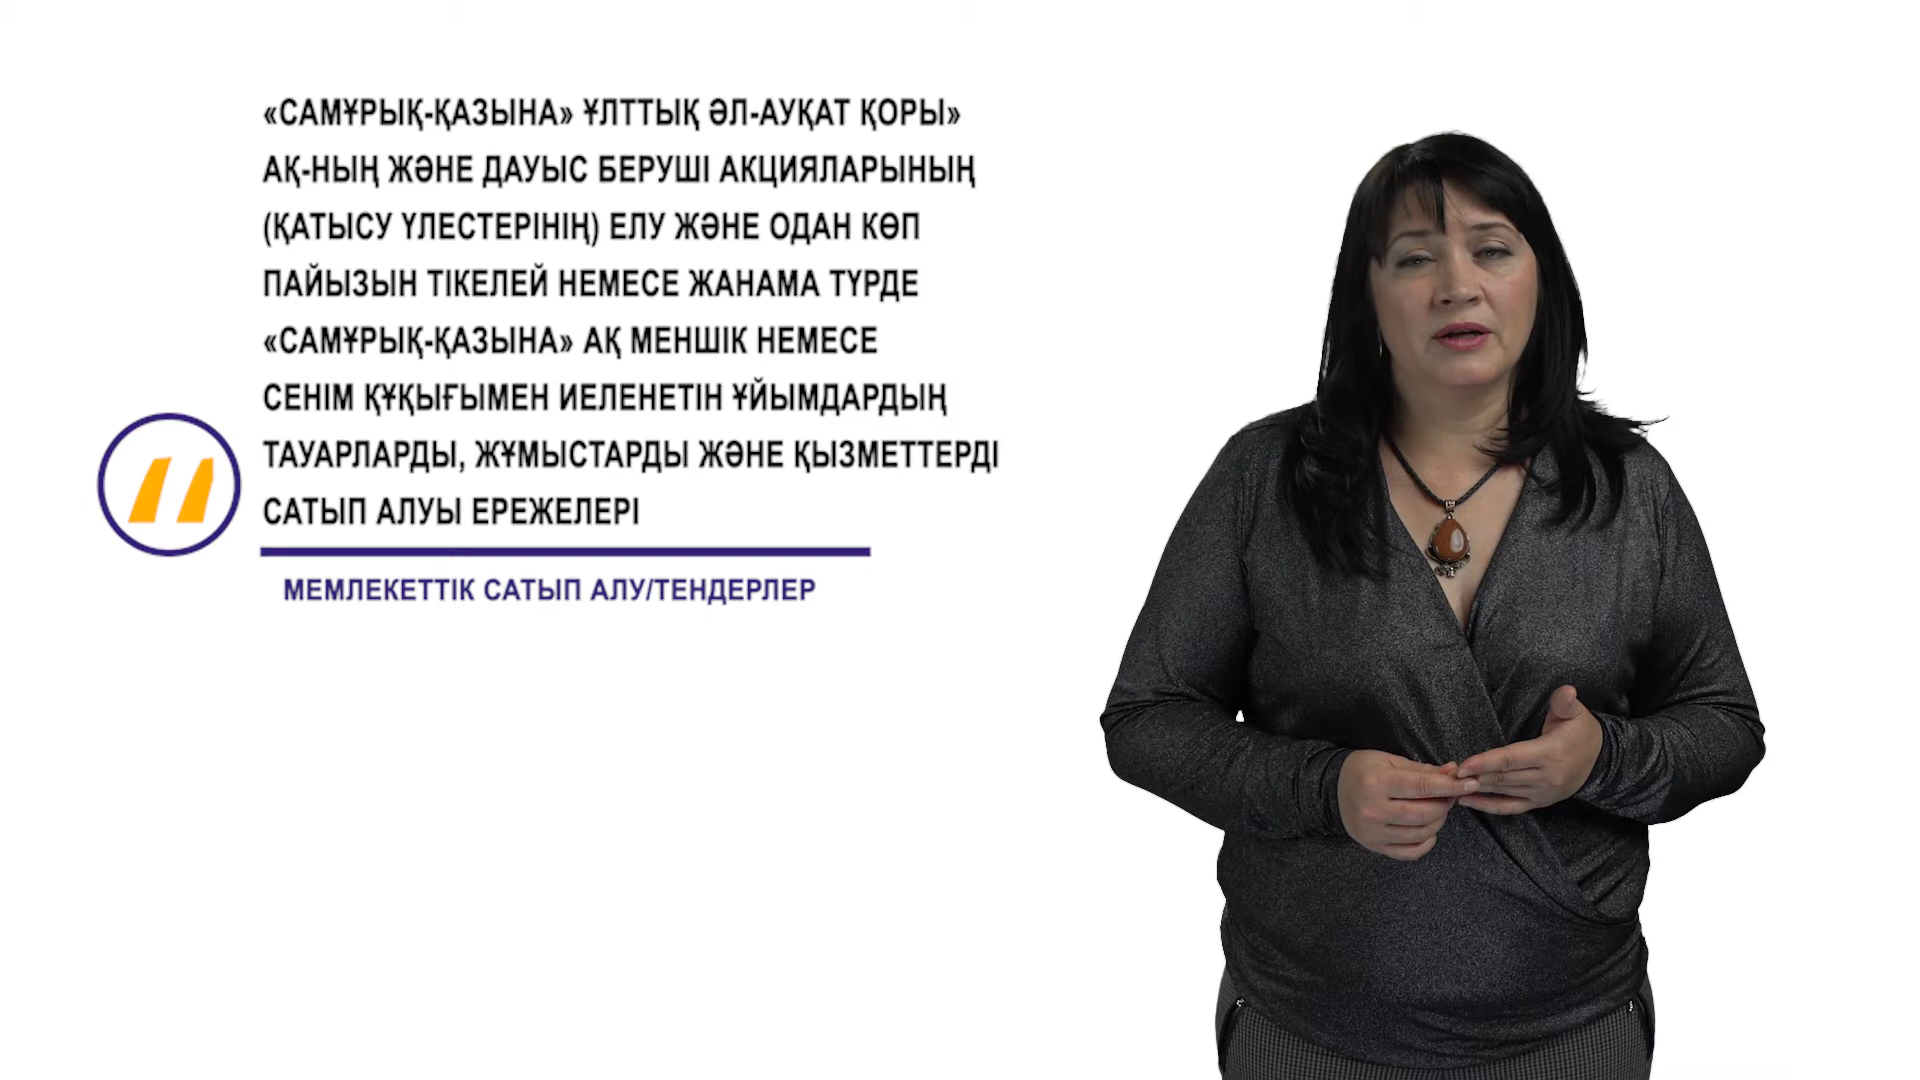 «САМҰРЫҚ-ҚАЗЫНА» ҰЛТТЫҚ ӘЛ-АУҚАТ ҚОРЫ»
АҚ-НЫҢ ЖӘНЕ ДАУЫС БЕРУШІ АКЦИЯЛАРЫНЫҢ
(ҚАТЫСУ ҮЛЕСТЕРІНІҢ) ЕЛУ ЖӘНЕ ОДАН КӨП
ПАЙЫЗЫН ТІКЕЛЕЙ НЕМЕСЕ ЖАНАМА ТҮРДЕ
«САМҰРЫҚ-ҚАЗЫНА» АҚ МЕНШІК НЕМЕСЕ
СЕНІМ ҚҰҚЫҒЫМЕН ИЕЛЕНЕТІН ҰЙЫМДАРДЫҢ
ТАУАРЛАРДЫ, ЖҰМЫСТАРДЫ ЖӘНЕ ҚЫЗМЕТТЕРДІ
САТЫП АЛУЫ ЕРЕЖЕЛЕРІ
МЕМЛЕКЕТТІК САТЫП АЛУ/ТЕНДЕРЛЕР